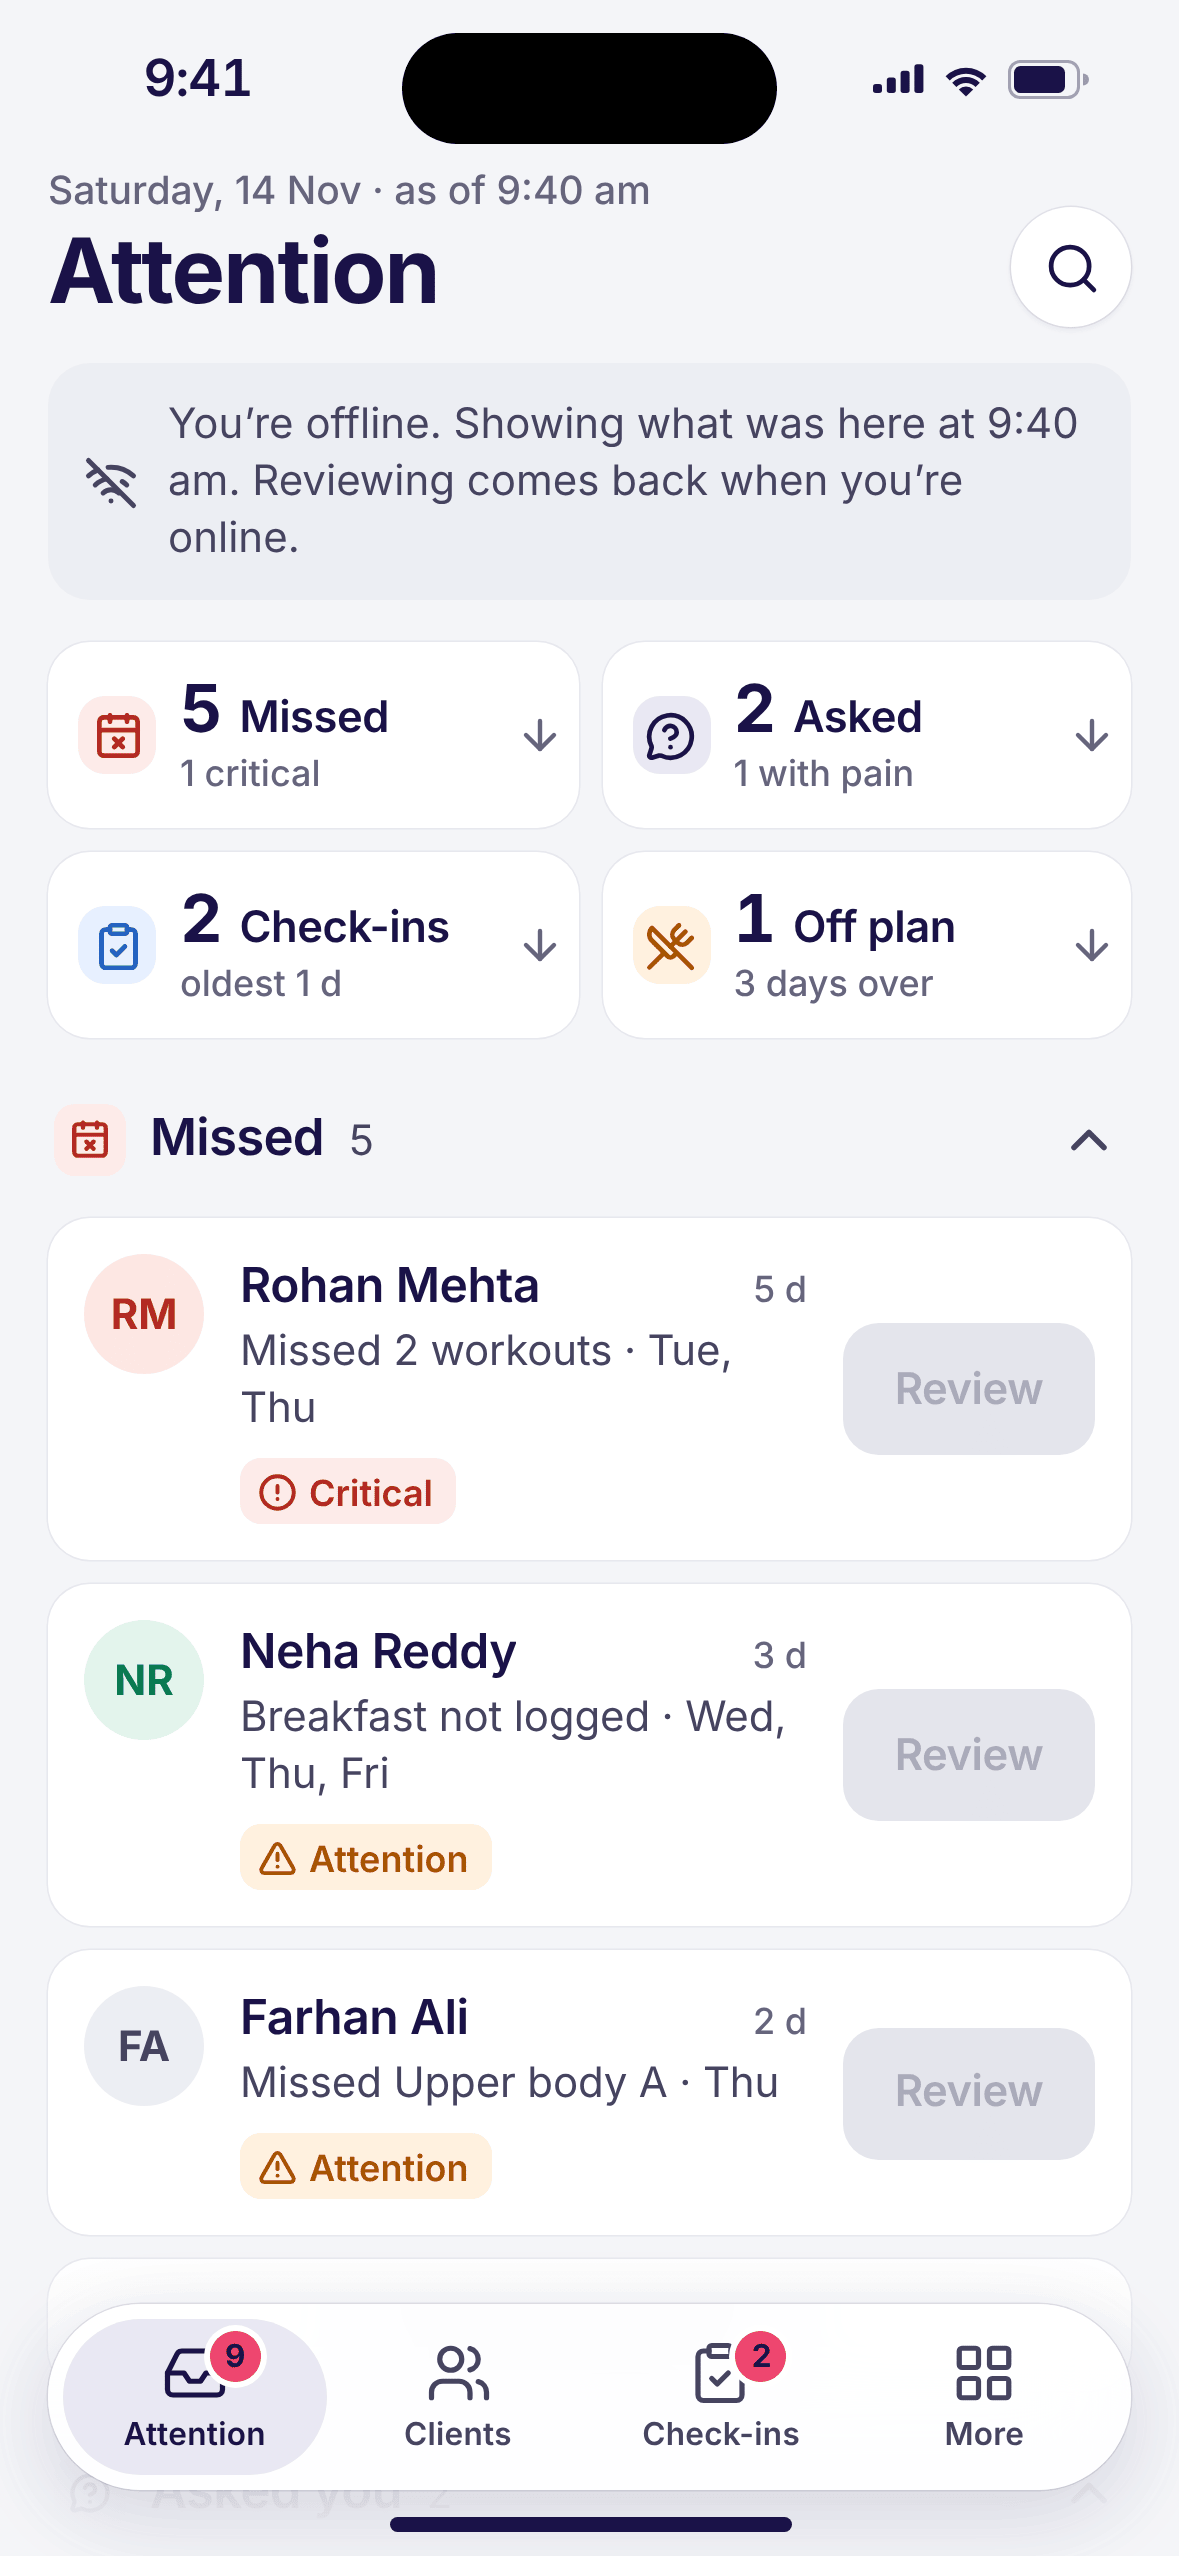 9:41
Saturday, 14 Nov · as of 9:40 am
Attention
You’re offline. Showing what was here at 9:40
am. Reviewing comes back when you’re
online.
5 Missed
1 critical
2 Asked
1 with pain
2 Check-ins
oldest 1 d
1 Off plan
3 days over
Missed 5
RM
Rohan Mehta
5 d
Missed 2 workouts · Tue,
Thu
Critical
Review
NR
Neha Reddy
3 d
Breakfast not logged · Wed,
Thu, Fri
Attention
Review
FA
Farhan Ali
2 d
Missed Upper body A · Thu
Attention
Review
9
Attention
Clients
2
Check-ins
More
Asked you 2